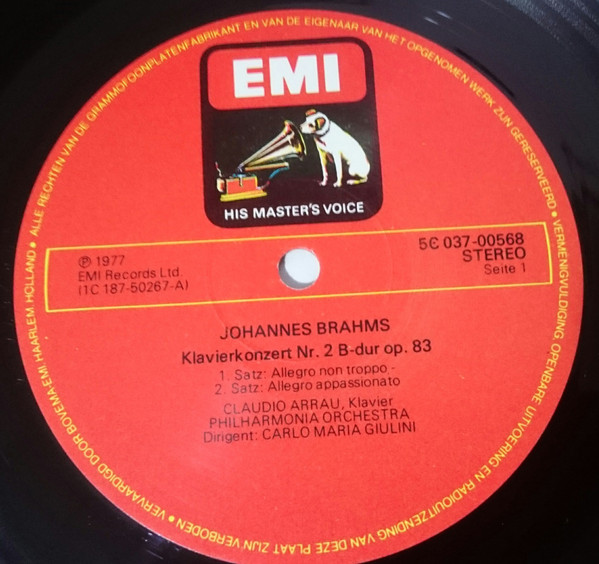 EMI
HIS MASTER'S VOICE
℗ 1977
EMI Records Ltd.
(1C 187-50267-A)
5C 037-00568
STEREO
Seite 1
JOHANNES BRAHMS
Klavierkonzert Nr. 2 B-dur op. 83
1. Satz: Allegro non troppo -
2. Satz: Allegro appassionato
CLAUDIO ARRAU, Klavier
PHILHARMONIA ORCHESTRA
Dirigent: CARLO MARIA GIULINI
ALLE RECHTEN VAN DE GRAMMOFOONPLATENFABRIKANT EN VAN DE EIGENAAR VAN HET OPGENOMEN WERK ZIJN GERESERVEERD • VERMENIGVULDIGING, OPENBARE UITVOERING EN RADIOUITZENDING VAN DEZE PLAAT ZIJN VERBODEN • VERVAARDIGD DOOR BOVEMA-EMI, HAARLEM, HOLLAND •